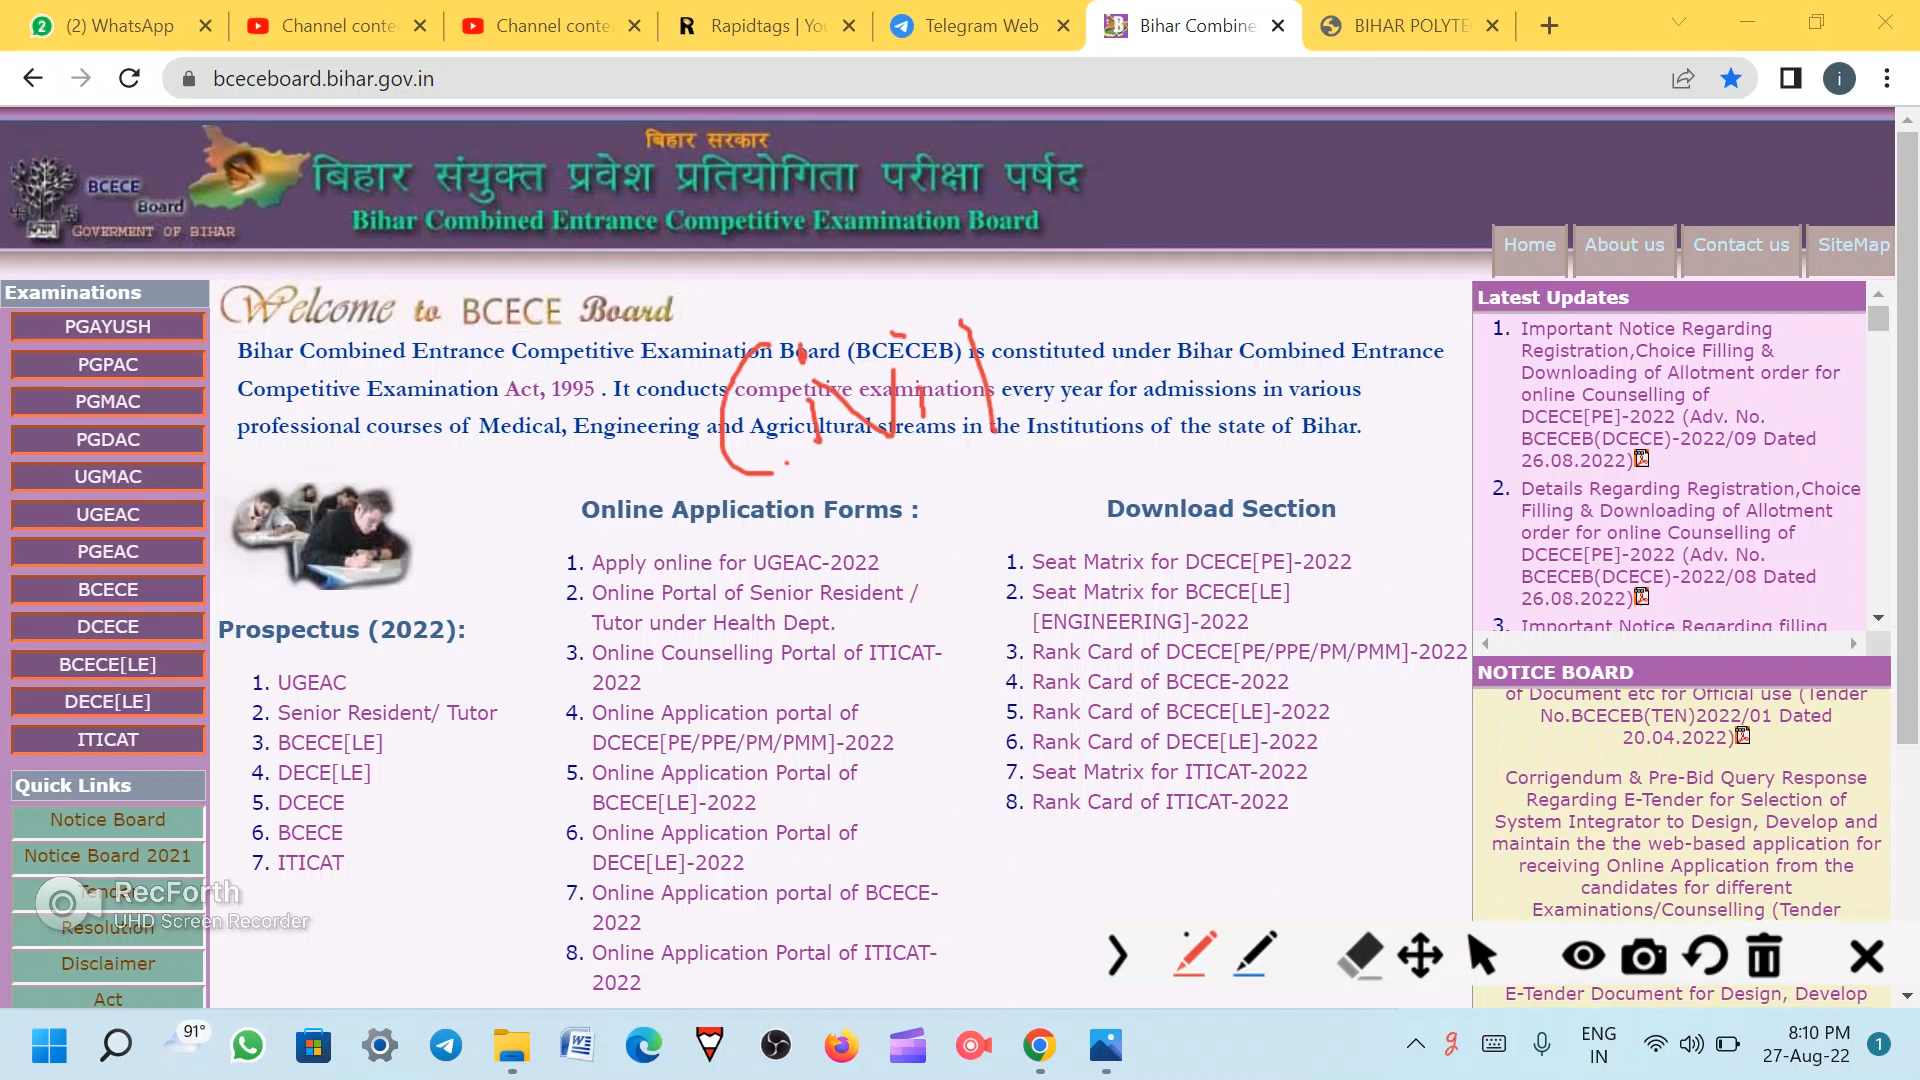 (2) WhatsApp
Channel conte
Channel conte
Rapidtags | You
Telegram Web
Bihar Combine
BIHAR POLYTE
bceceboard.bihar.gov.in
i
बिहार सरकार
बिहार संयुक्त प्रवेश प्रतियोगिता परीक्षा पर्षद
Bihar Combined Entrance Competitive Examination Board
BCECE
Board
GOVERMENT OF BIHAR
Home
About us
Contact us
SiteMap
Examinations
PGAYUSH
PGPAC
PGMAC
PGDAC
UGMAC
UGEAC
PGEAC
BCECE
DCECE
BCECE[LE]
DECE[LE]
ITICAT
Quick Links
Notice Board
Notice Board 2021
Tender
Resolution
Disclaimer
Act
RecForth
UHD Screen Recorder
Welcome to BCECE Board
Bihar Combined Entrance Competitive Examination Board (BCECEB) is constituted under Bihar Combined Entrance
Competitive Examination Act, 1995 . It conducts competitive examinations every year for admissions in various
professional courses of Medical, Engineering and Agricultural streams in the Institutions of the state of Bihar.
Prospectus (2022):
1. UGEAC
2. Senior Resident/ Tutor
3. BCECE[LE]
4. DECE[LE]
5. DCECE
6. BCECE
7. ITICAT
Online Application Forms :
1. Apply online for UGEAC-2022
2. Online Portal of Senior Resident /
Tutor under Health Dept.
3. Online Counselling Portal of ITICAT-
2022
4. Online Application portal of
DCECE[PE/PPE/PM/PMM]-2022
5. Online Application Portal of
BCECE[LE]-2022
6. Online Application Portal of
DECE[LE]-2022
7. Online Application portal of BCECE-
2022
8. Online Application Portal of ITICAT-
2022
Download Section
1. Seat Matrix for DCECE[PE]-2022
2. Seat Matrix for BCECE[LE]
[ENGINEERING]-2022
3. Rank Card of DCECE[PE/PPE/PM/PMM]-2022
4. Rank Card of BCECE-2022
5. Rank Card of BCECE[LE]-2022
6. Rank Card of DECE[LE]-2022
7. Seat Matrix for ITICAT-2022
8. Rank Card of ITICAT-2022
Latest Updates
1. Important Notice Regarding
Registration,Choice Filling &
Downloading of Allotment order for
online Counselling of
DCECE[PE]-2022 (Adv. No.
BCECEB(DCECE)-2022/09 Dated
26.08.2022)
2. Details Regarding Registration,Choice
Filling & Downloading of Allotment
order for online Counselling of
DCECE[PE]-2022 (Adv. No.
BCECEB(DCECE)-2022/08 Dated
26.08.2022)
3. Important Notice Regarding filling
NOTICE BOARD
of Document etc for Official use (Tender
No.BCECEB(TEN)2022/01 Dated
20.04.2022)
Corrigendum & Pre-Bid Query Response
Regarding E-Tender for Selection of
System Integrator to Design, Develop and
maintain the the web-based application for
receiving Online Application from the
candidates for different
Examinations/Counselling (Tender
E-Tender Document for Design, Develop
91°
ENG
IN
8:10 PM
27-Aug-22
1